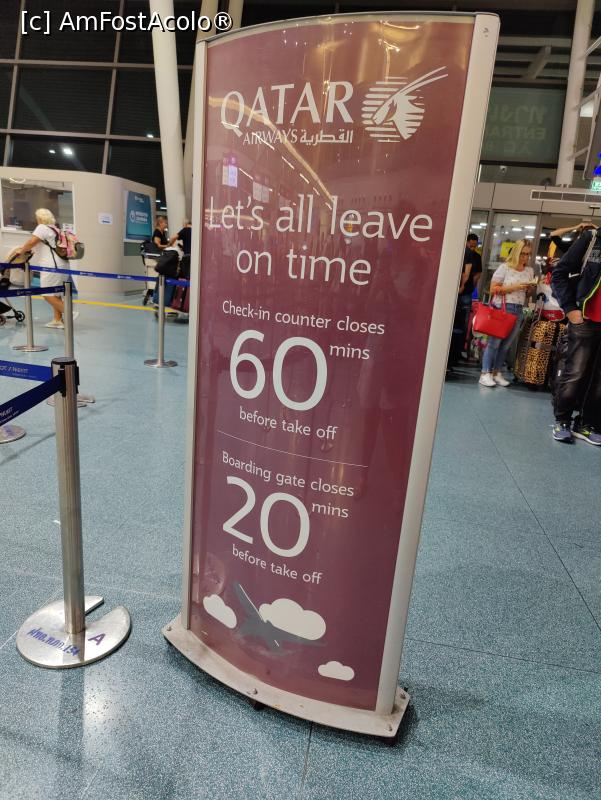 [c] AmFostAcolo®
QATAR
AIRWAYS القطرية
Let's all leave
on time
Check-in counter closes
60 mins
before take off
Boarding gate closes
20 mins
before take off
A